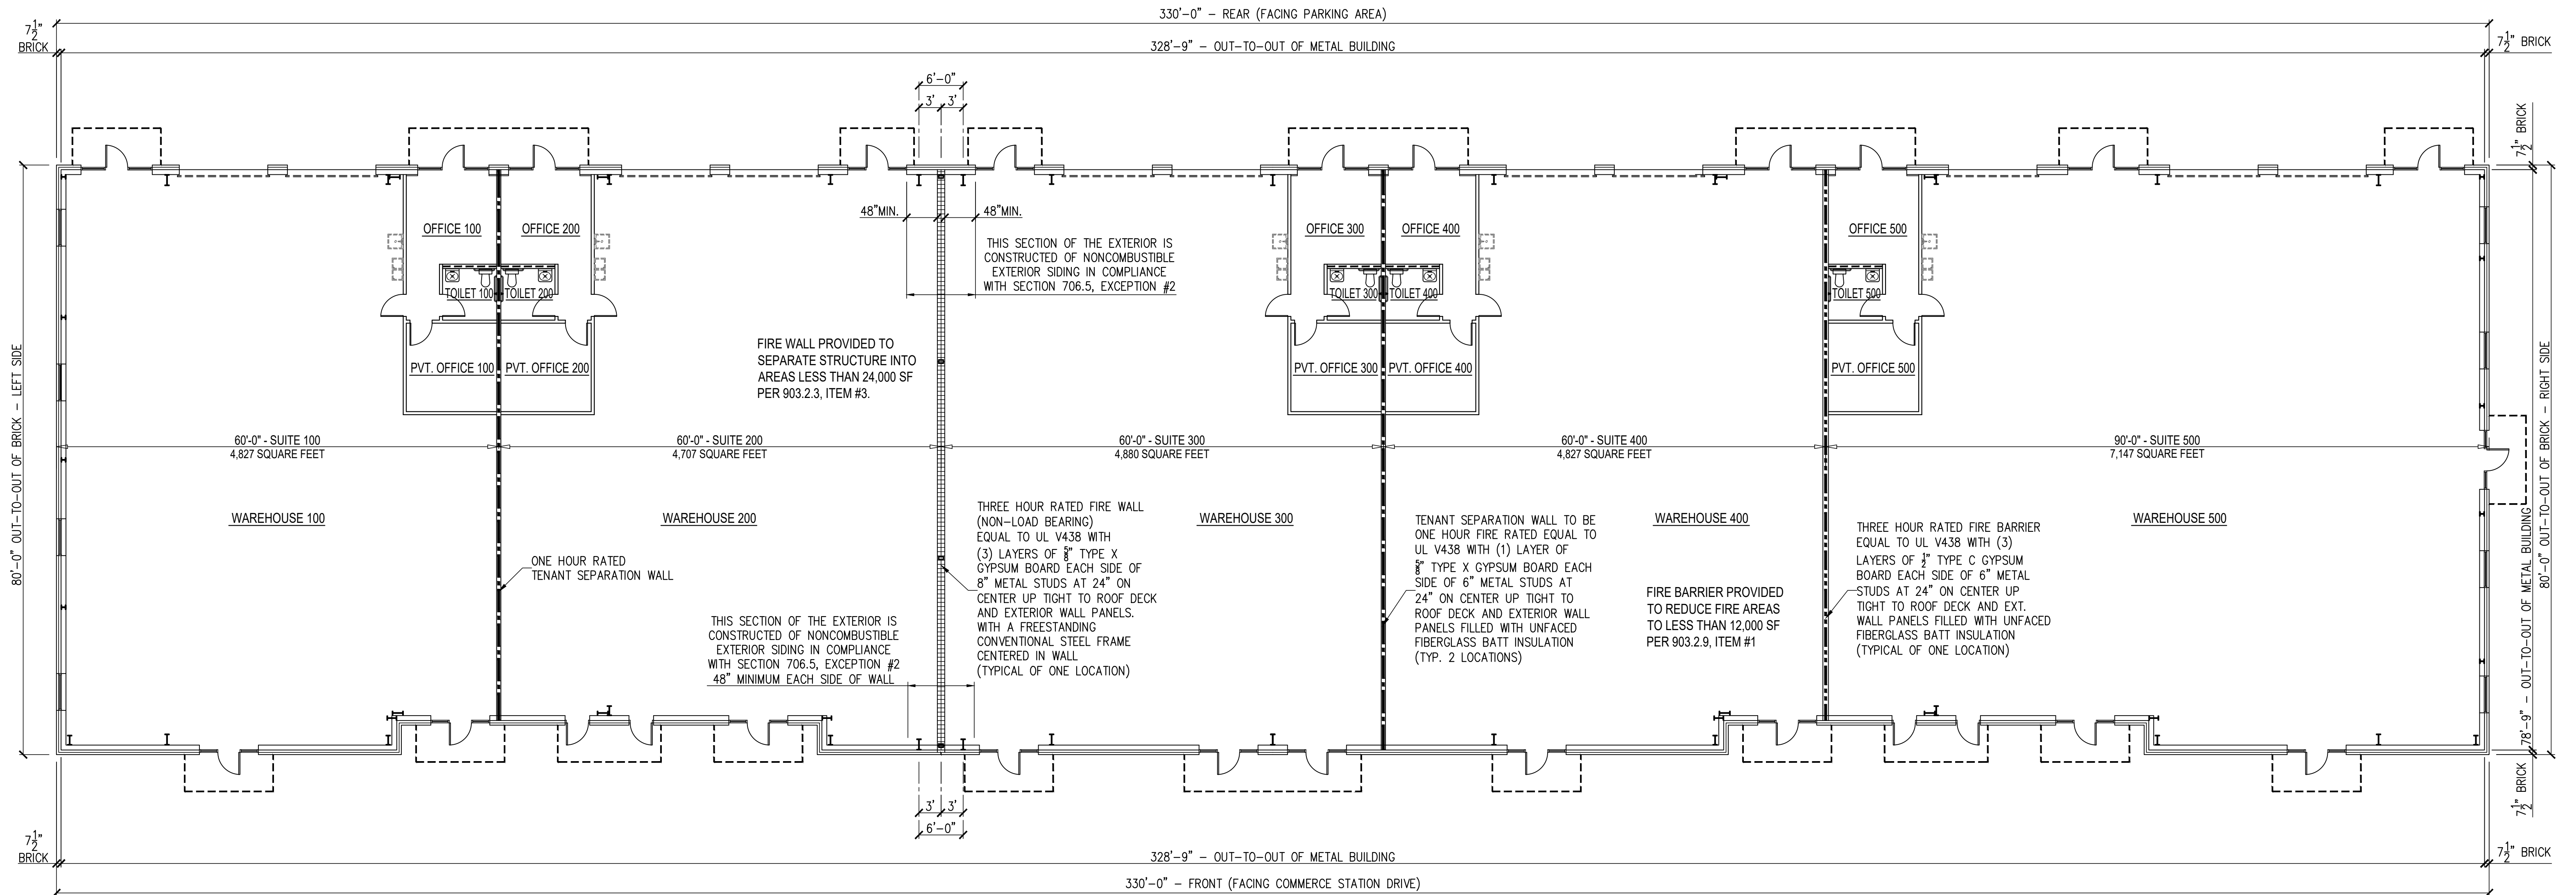 330'-0" - REAR (FACING PARKING AREA)
7 1/2"
BRICK
328'-9" - OUT-TO-OUT OF METAL BUILDING
7 1/2" BRICK
6'-0"
3' 3'
7 1/2" BRICK
48"MIN.
48"MIN.
OFFICE 100
OFFICE 200
OFFICE 300
OFFICE 400
OFFICE 500
THIS SECTION OF THE EXTERIOR IS
CONSTRUCTED OF NONCOMBUSTIBLE
EXTERIOR SIDING IN COMPLIANCE
WITH SECTION 706.5, EXCEPTION #2
TOILET 100
TOILET 200
TOILET 300
TOILET 400
TOILET 500
FIRE WALL PROVIDED TO
SEPARATE STRUCTURE INTO
AREAS LESS THAN 24,000 SF
PER 903.2.3, ITEM #3.
PVT. OFFICE 100
PVT. OFFICE 200
PVT. OFFICE 300
PVT. OFFICE 400
PVT. OFFICE 500
80'-0" OUT-TO-OUT OF BRICK - LEFT SIDE
60'-0" - SUITE 100
4,827 SQUARE FEET
60'-0" - SUITE 200
4,707 SQUARE FEET
60'-0" - SUITE 300
4,880 SQUARE FEET
60'-0" - SUITE 400
4,827 SQUARE FEET
90'-0" - SUITE 500
7,147 SQUARE FEET
78'-9" - OUT-TO-OUT OF METAL BUILDING
80'-0" OUT-TO-OUT OF BRICK - RIGHT SIDE
WAREHOUSE 100
WAREHOUSE 200
WAREHOUSE 300
WAREHOUSE 400
WAREHOUSE 500
ONE HOUR RATED
TENANT SEPARATION WALL
THREE HOUR RATED FIRE WALL
(NON-LOAD BEARING)
EQUAL TO UL V438 WITH
(3) LAYERS OF 5/8" TYPE X
GYPSUM BOARD EACH SIDE OF
8" METAL STUDS AT 24" ON
CENTER UP TIGHT TO ROOF DECK
AND EXTERIOR WALL PANELS.
WITH A FREESTANDING
CONVENTIONAL STEEL FRAME
CENTERED IN WALL
(TYPICAL OF ONE LOCATION)
TENANT SEPARATION WALL TO BE
ONE HOUR FIRE RATED EQUAL TO
UL V438 WITH (1) LAYER OF
5/8" TYPE X GYPSUM BOARD EACH
SIDE OF 6" METAL STUDS AT
24" ON CENTER UP TIGHT TO
ROOF DECK AND EXTERIOR WALL
PANELS FILLED WITH UNFACED
FIBERGLASS BATT INSULATION
(TYP. 2 LOCATIONS)
FIRE BARRIER PROVIDED
TO REDUCE FIRE AREAS
TO LESS THAN 12,000 SF
PER 903.2.9, ITEM #1
THREE HOUR RATED FIRE BARRIER
EQUAL TO UL V438 WITH (3)
LAYERS OF 1/2" TYPE C GYPSUM
BOARD EACH SIDE OF 6" METAL
STUDS AT 24" ON CENTER UP
TIGHT TO ROOF DECK AND EXT.
WALL PANELS FILLED WITH UNFACED
FIBERGLASS BATT INSULATION
(TYPICAL OF ONE LOCATION)
THIS SECTION OF THE EXTERIOR IS
CONSTRUCTED OF NONCOMBUSTIBLE
EXTERIOR SIDING IN COMPLIANCE
WITH SECTION 706.5, EXCEPTION #2
48" MINIMUM EACH SIDE OF WALL
7 1/2" BRICK
3' 3'
6'-0"
7 1/2"
BRICK
328'-9" - OUT-TO-OUT OF METAL BUILDING
7 1/2" BRICK
330'-0" - FRONT (FACING COMMERCE STATION DRIVE)